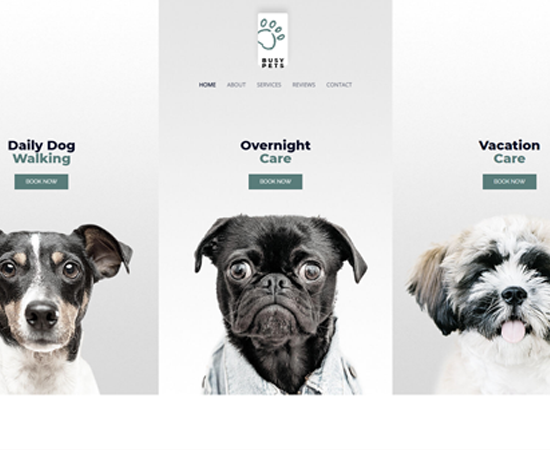 BUSY
PETS
HOME ABOUT SERVICES REVIEWS CONTACT
Daily Dog
Walking
BOOK NOW
Overnight
Care
BOOK NOW
Vacation
Care
BOOK NOW